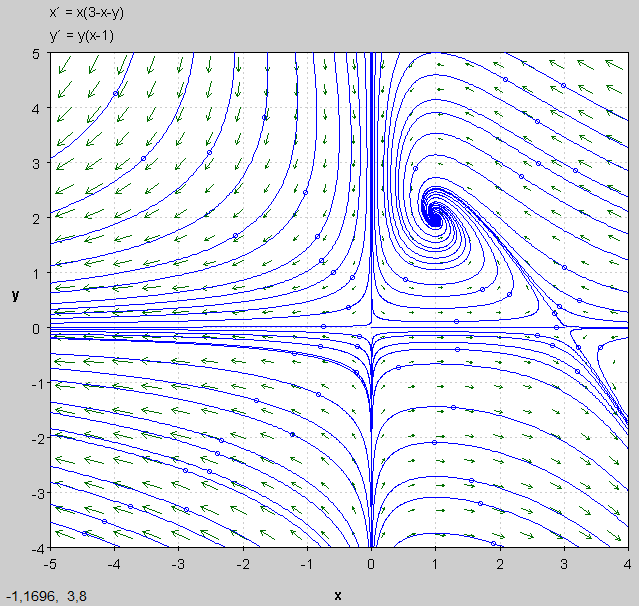 x´ = x(3-x-y)
y´ = y(x-1)
5
4
3
2
1
0
-1
-2
-3
-4
y
-5 -4 -3 -2 -1 0 1 2 3 4
x
-1,1696, 3,8